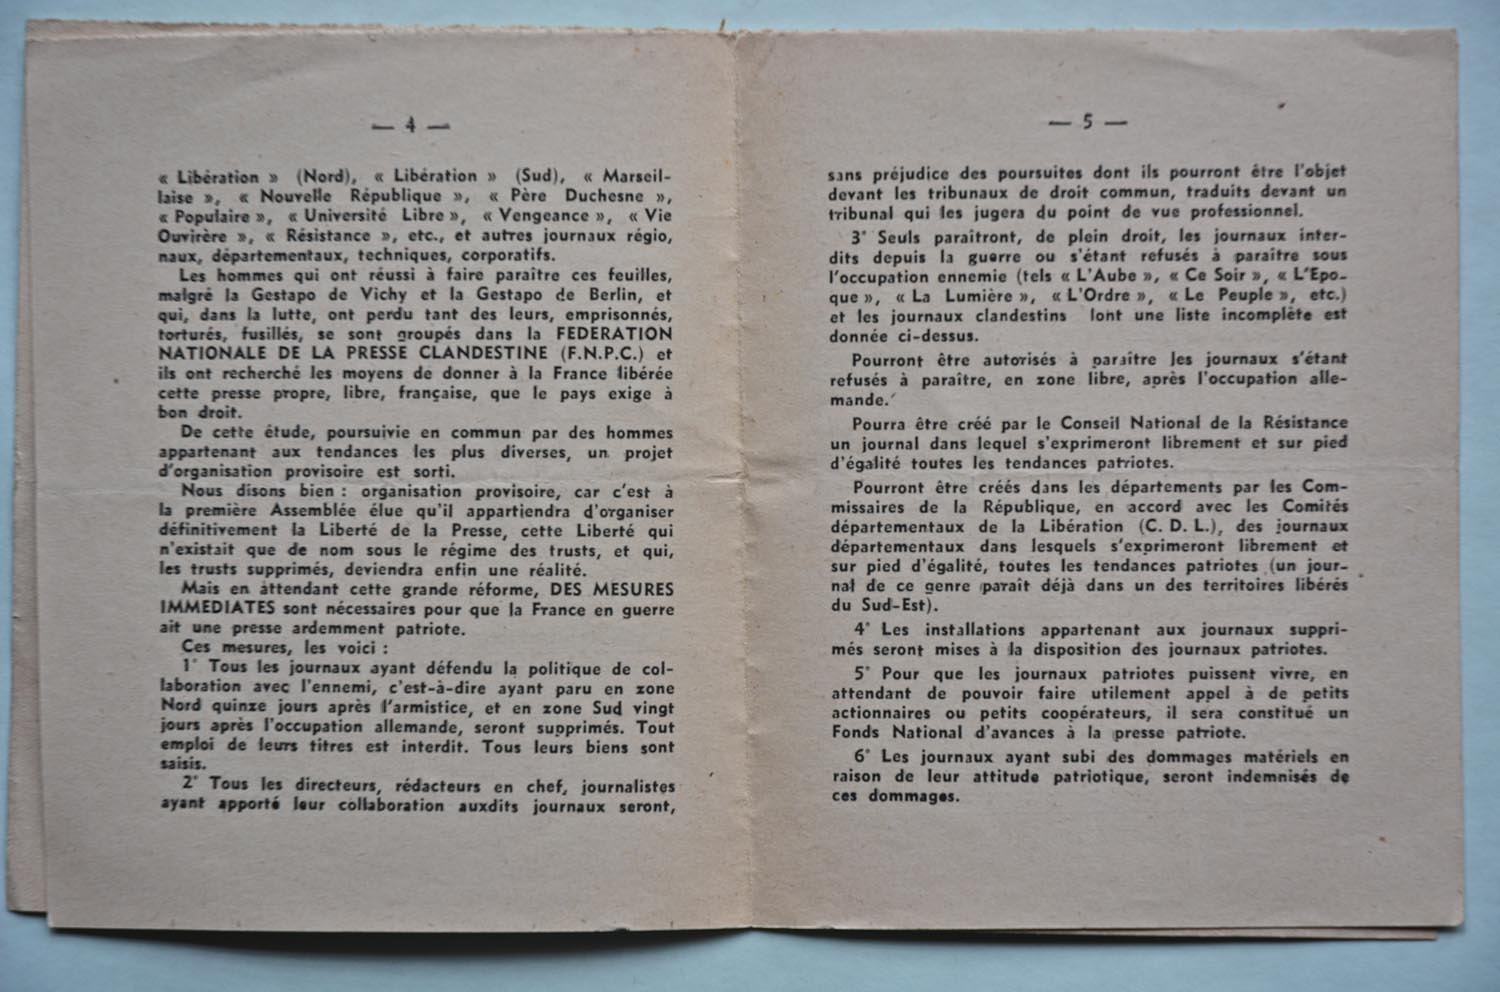 — 4 —
« Libération » (Nord), « Libération » (Sud), « Marseil-
laise », « Nouvelle République », « Père Duchesne »,
« Populaire », « Université Libre », « Vengeance », « Vie
Ouvirère », « Résistance », etc., et autres journaux régio,
naux, départementaux, techniques, corporatifs.
Les hommes qui ont réussi à faire paraître ces feuilles,
malgré la Gestapo de Vichy et la Gestapo de Berlin, et
qui, dans la lutte, ont perdu tant des leurs, emprisonnés,
torturés, fusillés, se sont groupés dans la FEDERATION
NATIONALE DE LA PRESSE CLANDESTINE (F.N.P.C.) et
ils ont recherché les moyens de donner à la France libérée
cette presse propre, libre, française, que le pays exige à
bon droit.
De cette étude, poursuivie en commun par des hommes
appartenant aux tendances les plus diverses, un projet
d'organisation provisoire est sorti.
Nous disons bien : organisation provisoire, car c'est à
la première Assemblée élue qu'il appartiendra d'organiser
définitivement la Liberté de la Presse, cette Liberté qui
n'existait que de nom sous le régime des trusts, et qui,
les trusts supprimés, deviendra enfin une réalité.
Mais en attendant cette grande réforme, DES MESURES
IMMEDIATES sont nécessaires pour que la France en guerre
ait une presse ardemment patriote.
Ces mesures, les voici :
1° Tous les journaux ayant défendu la politique de col-
laboration avec l'ennemi, c'est-à-dire ayant paru en zone
Nord quinze jours après l'armistice, et en zone Sud vingt
jours après l'occupation allemande, seront supprimés. Tout
emploi de leurs titres est interdit. Tous leurs biens sont
saisis.
2° Tous les directeurs, rédacteurs en chef, journalistes
ayant apporté leur collaboration auxdits journaux seront,
— 5 —
sans préjudice des poursuites dont ils pourront être l'objet
devant les tribunaux de droit commun, traduits devant un
tribunal qui les jugera du point de vue professionnel.
3° Seuls paraîtront, de plein droit, les journaux inter-
dits depuis la guerre ou s'étant refusés à paraître sous
l'occupation ennemie (tels « L'Aube », « Ce Soir », « L'Epo-
que », « La Lumière », « L'Ordre », « Le Peuple », etc.)
et les journaux clandestins lont une liste incomplète est
donnée ci-dessus.
Pourront être autorisés à paraître les journaux s'étant
refusés à paraître, en zone libre, après l'occupation alle-
mande.
Pourra être créé par le Conseil National de la Résistance
un journal dans lequel s'exprimeront librement et sur pied
d'égalité toutes les tendances patriotes.
Pourront être créés dans les départements par les Com-
missaires de la République, en accord avec les Comités
départementaux de la Libération (C. D. L.), des journaux
départementaux dans lesquels s'exprimeront librement et
sur pied d'égalité, toutes les tendances patriotes (un jour-
nal de ce genre paraît déjà dans un des territoires libérés
du Sud-Est).
4° Les installations appartenant aux journaux suppri-
més seront mises à la disposition des journaux patriotes.
5° Pour que les journaux patriotes puissent vivre, en
attendant de pouvoir faire utilement appel à de petits
actionnaires ou petits coopérateurs, il sera constitué un
Fonds National d'avances à la presse patriote.
6° Les journaux ayant subi des dommages matériels en
raison de leur attitude patriotique, seront indemnisés de
ces dommages.